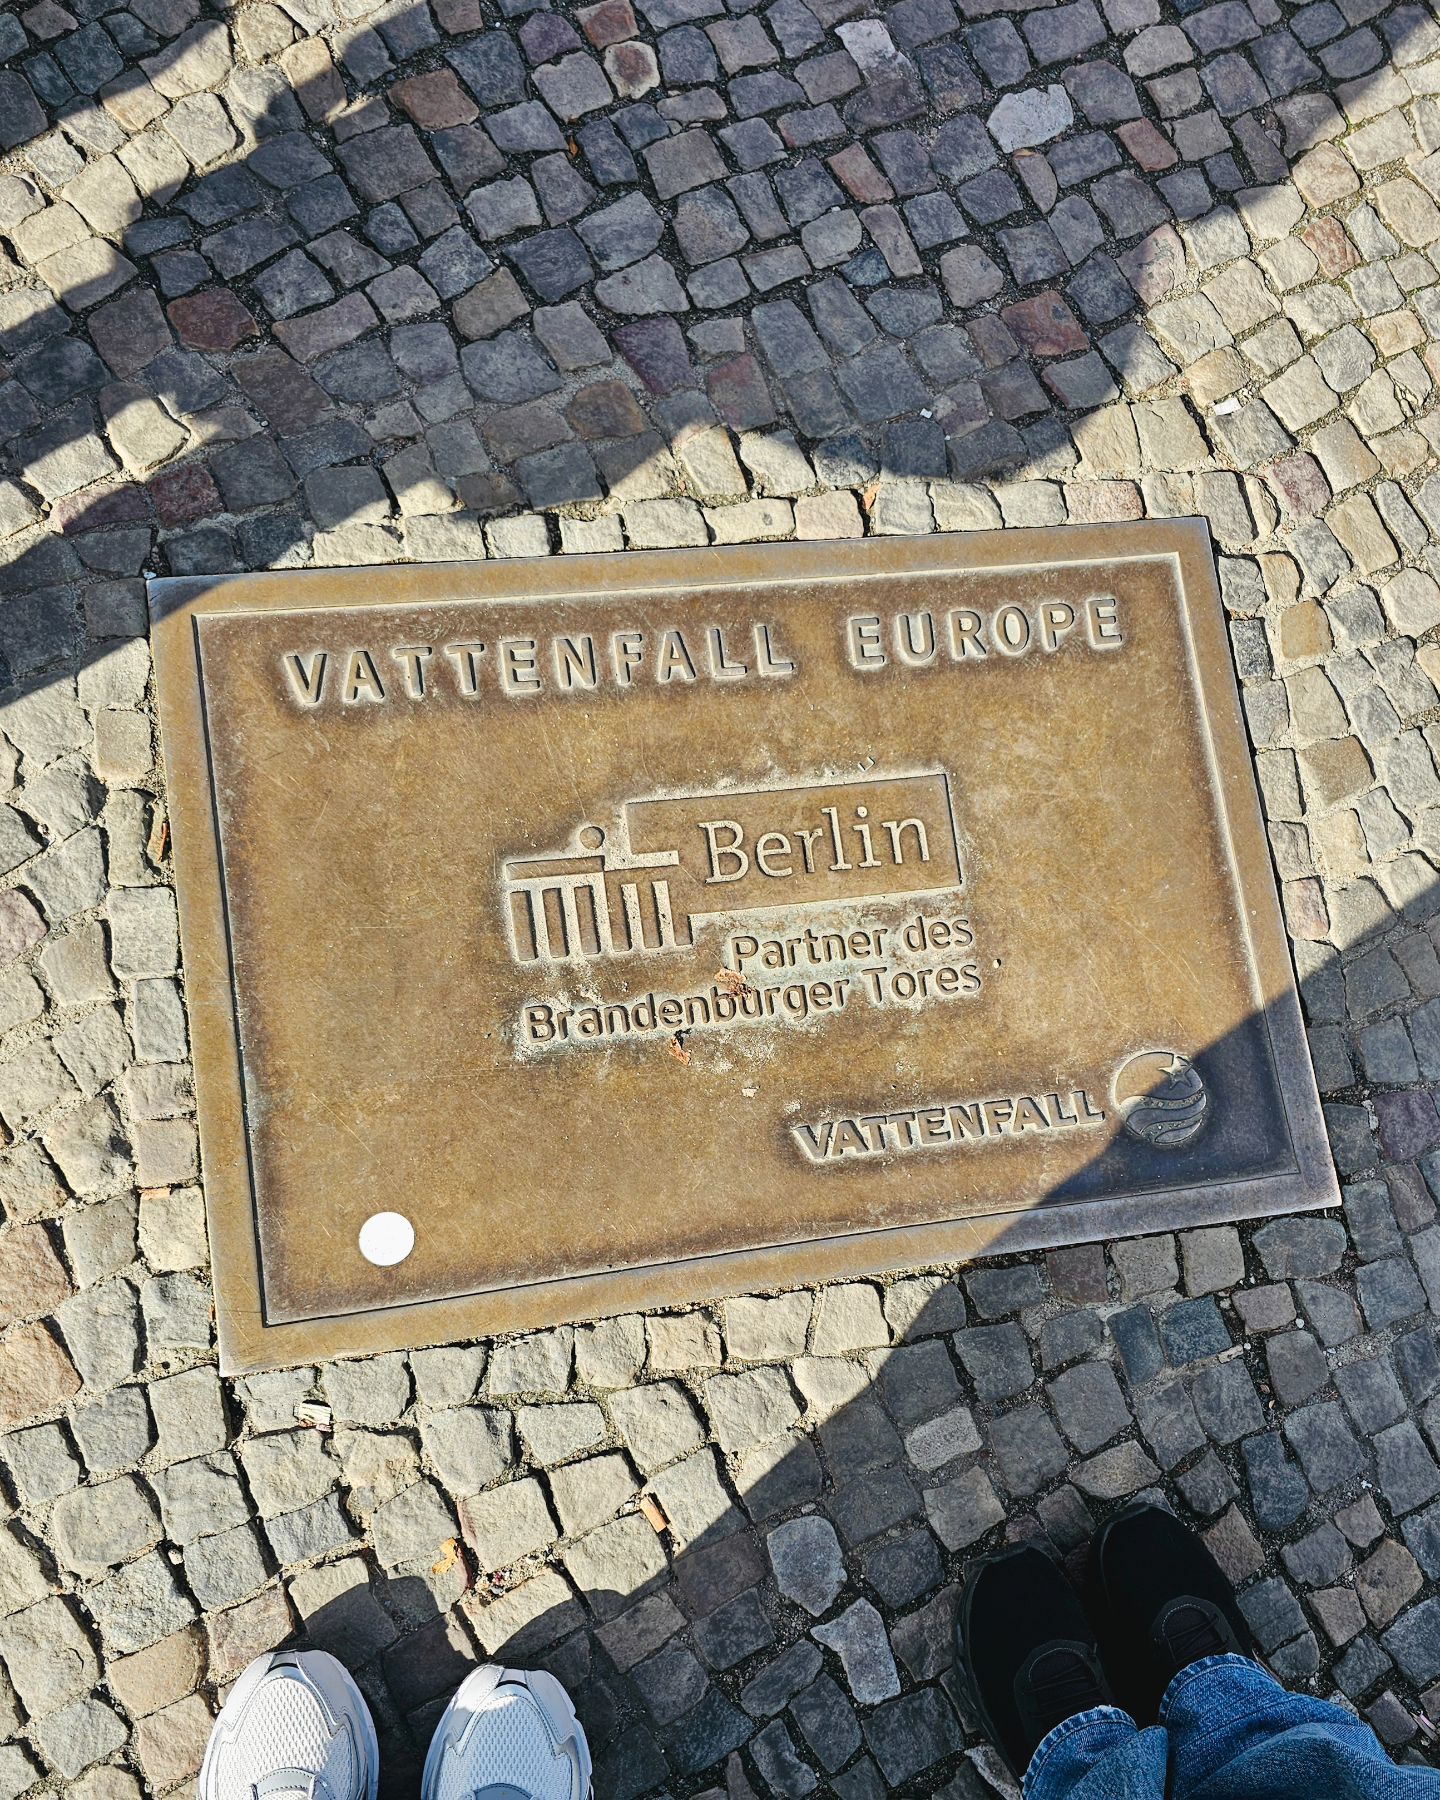 VATTENFALL EUROPE
Berlin
Partner des
Brandenburger Tores
VATTENFALL